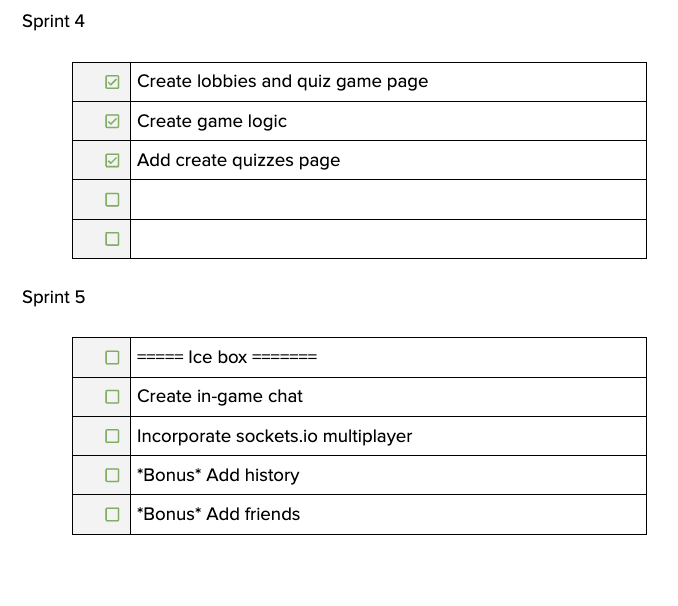 Sprint 4
Create lobbies and quiz game page
Create game logic
Add create quizzes page
Sprint 5
===== Ice box =======
Create in-game chat
Incorporate sockets.io multiplayer
*Bonus* Add history
*Bonus* Add friends